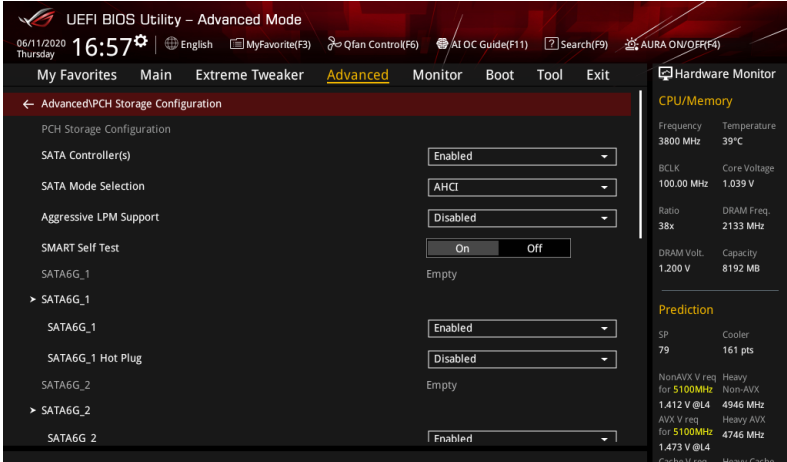 UEFI BIOS Utility – Advanced Mode
06/11/2020
Thursday
16:57
English
MyFavorite(F3)
Qfan Control(F6)
AI OC Guide(F11)
? Search(F9)
AURA ON/OFF(F4)
My Favorites Main Extreme Tweaker Advanced Monitor Boot Tool Exit
← Advanced\PCH Storage Configuration
PCH Storage Configuration
SATA Controller(s) Enabled
SATA Mode Selection AHCI
Aggressive LPM Support Disabled
SMART Self Test On Off
SATA6G_1 Empty
> SATA6G_1
SATA6G_1 Enabled
SATA6G_1 Hot Plug Disabled
SATA6G_2 Empty
> SATA6G_2
SATA6G_2 Enabled
Hardware Monitor
CPU/Memory
Frequency Temperature
3800 MHz 39°C
BCLK Core Voltage
100.00 MHz 1.039 V
Ratio DRAM Freq.
38x 2133 MHz
DRAM Volt. Capacity
1.200 V 8192 MB
Prediction
SP Cooler
79 161 pts
NonAVX V req Heavy
for 5100MHz Non-AVX
1.412 V @L4 4946 MHz
AVX V req Heavy AVX
for 5100MHz 4746 MHz
1.473 V @L4
Cache V req Heavy Cache